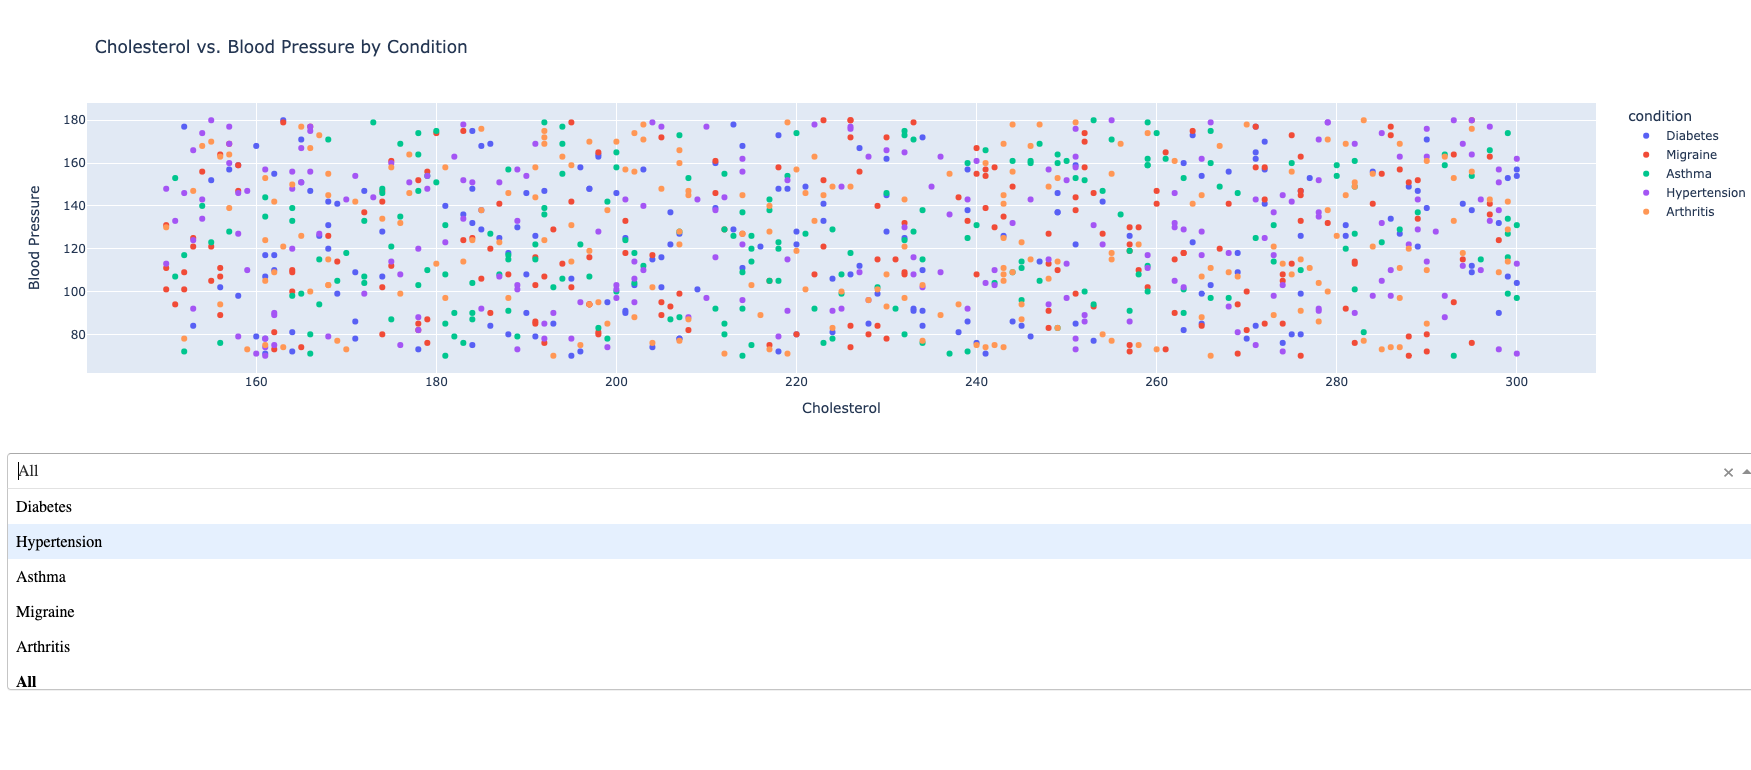 Cholesterol vs. Blood Pressure by Condition
condition
Diabetes
Migraine
Asthma
Hypertension
Arthritis
Blood Pressure
180
160
140
120
100
80
160 180 200 220 240 260 280 300
Cholesterol
All
Diabetes
Hypertension
Asthma
Migraine
Arthritis
All